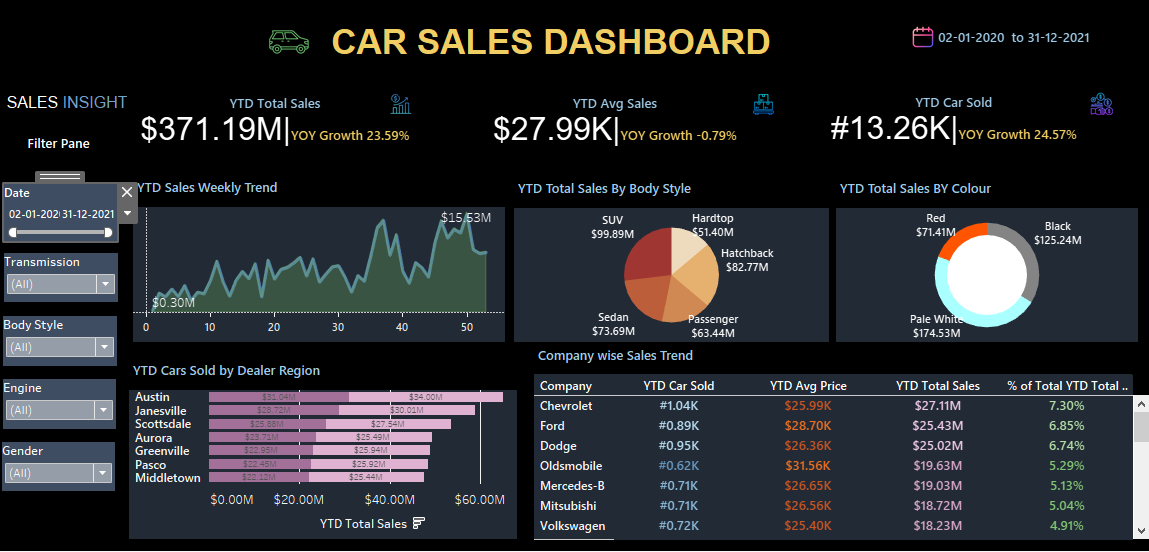 CAR SALES DASHBOARD
02-01-2020 to 31-12-2021
SALES INSIGHT
Filter Pane
YTD Total Sales
$371.19M|YOY Growth 23.59%
YTD Avg Sales
$27.99K|YOY Growth -0.79%
YTD Car Sold
#13.26K|YOY Growth 24.57%
Date
02-01-202 31-12-2021
Transmission
(All)
Body Style
(All)
Engine
(All)
Gender
(All)
YTD Sales Weekly Trend
$15.53M
$0.30M
0 10 20 30 40 50
YTD Total Sales By Body Style
SUV
$99.89M
Hardtop
$51.40M
Hatchback
$82.77M
Sedan
$73.69M
Passenger
$63.44M
YTD Total Sales BY Colour
Red
$71.41M
Black
$125.24M
Pale White
$174.53M
YTD Cars Sold by Dealer Region
Austin $31.04M $34.00M
Janesville $28.72M $30.01M
Scottsdale $25.88M $27.54M
Aurora $23.71M $25.49M
Greenville $22.95M $25.94M
Pasco $22.45M $25.92M
Middletown $22.12M $25.44M
$0.00M $20.00M $40.00M $60.00M
YTD Total Sales
Company wise Sales Trend
Company YTD Car Sold YTD Avg Price YTD Total Sales % of Total YTD Total ..
Chevrolet #1.04K $25.99K $27.11M 7.30%
Ford #0.89K $28.70K $25.43M 6.85%
Dodge #0.95K $26.36K $25.02M 6.74%
Oldsmobile #0.62K $31.56K $19.63M 5.29%
Mercedes-B #0.71K $26.65K $19.03M 5.13%
Mitsubishi #0.71K $26.56K $18.72M 5.04%
Volkswagen #0.72K $25.40K $18.23M 4.91%